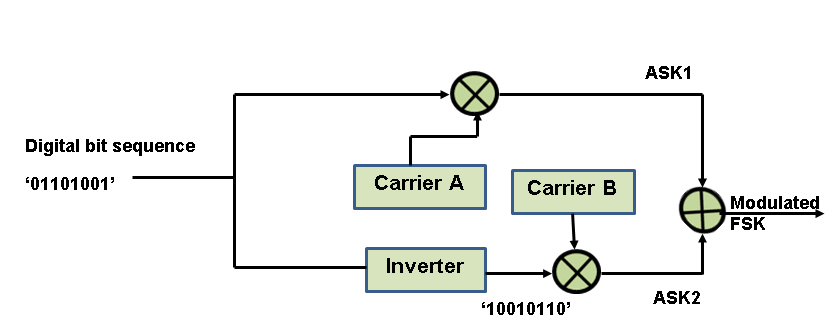 ASK1
Digital bit sequence
‘01101001’
Carrier A
Carrier B
Modulated
FSK
Inverter
‘10010110’
ASK2